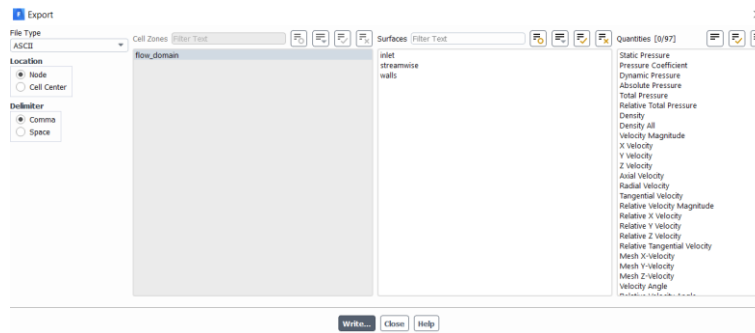 Export
File Type
ASCII
Location
Node
Cell Center
Delimiter
Comma
Space
Cell Zones Filter Text
flow_domain
Surfaces Filter Text
inlet
streamwise
walls
Quantities [0/97]
Static Pressure
Pressure Coefficient
Dynamic Pressure
Absolute Pressure
Total Pressure
Relative Total Pressure
Density
Density All
Velocity Magnitude
X Velocity
Y Velocity
Z Velocity
Axial Velocity
Radial Velocity
Tangential Velocity
Relative Velocity Magnitude
Relative X Velocity
Relative Y Velocity
Relative Z Velocity
Relative Tangential Velocity
Mesh X-Velocity
Mesh Y-Velocity
Mesh Z-Velocity
Velocity Angle
Relative Velocity Angle
Write... Close Help